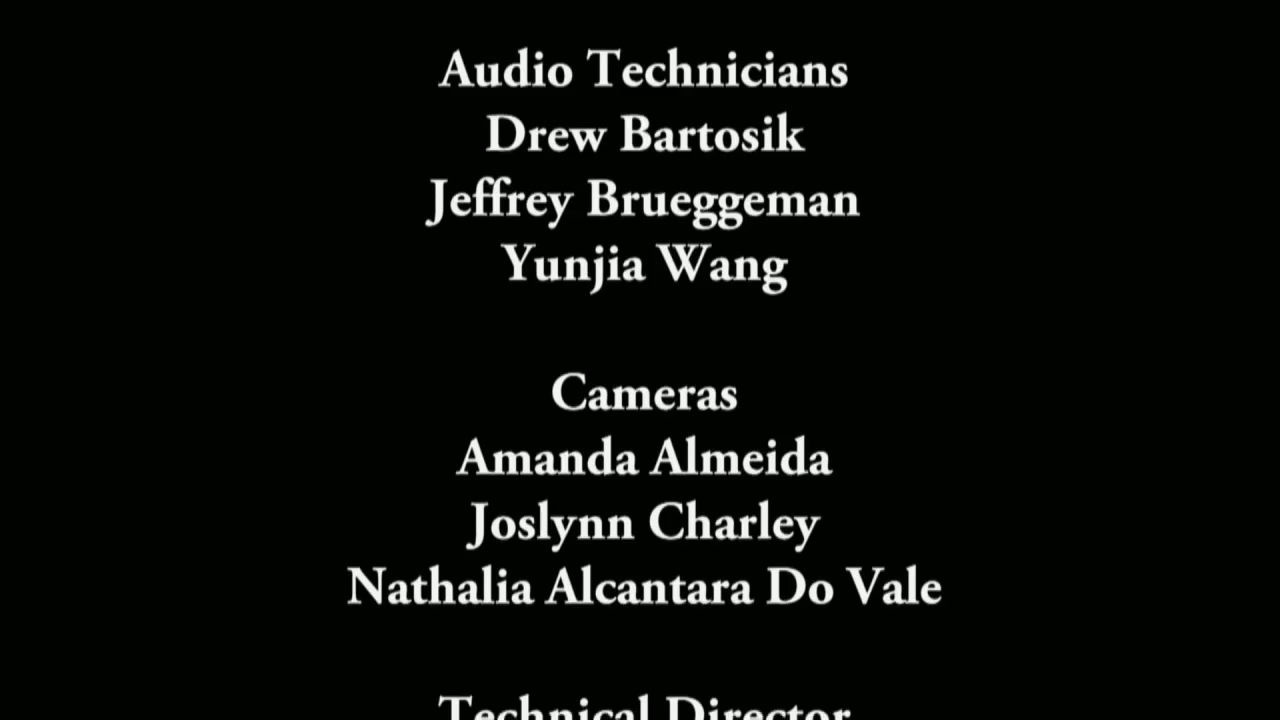 Audio Technicians
Drew Bartosik
Jeffrey Brueggeman
Yunjia Wang
Cameras
Amanda Almeida
Joslynn Charley
Nathalia Alcantara Do Vale
Technical Director